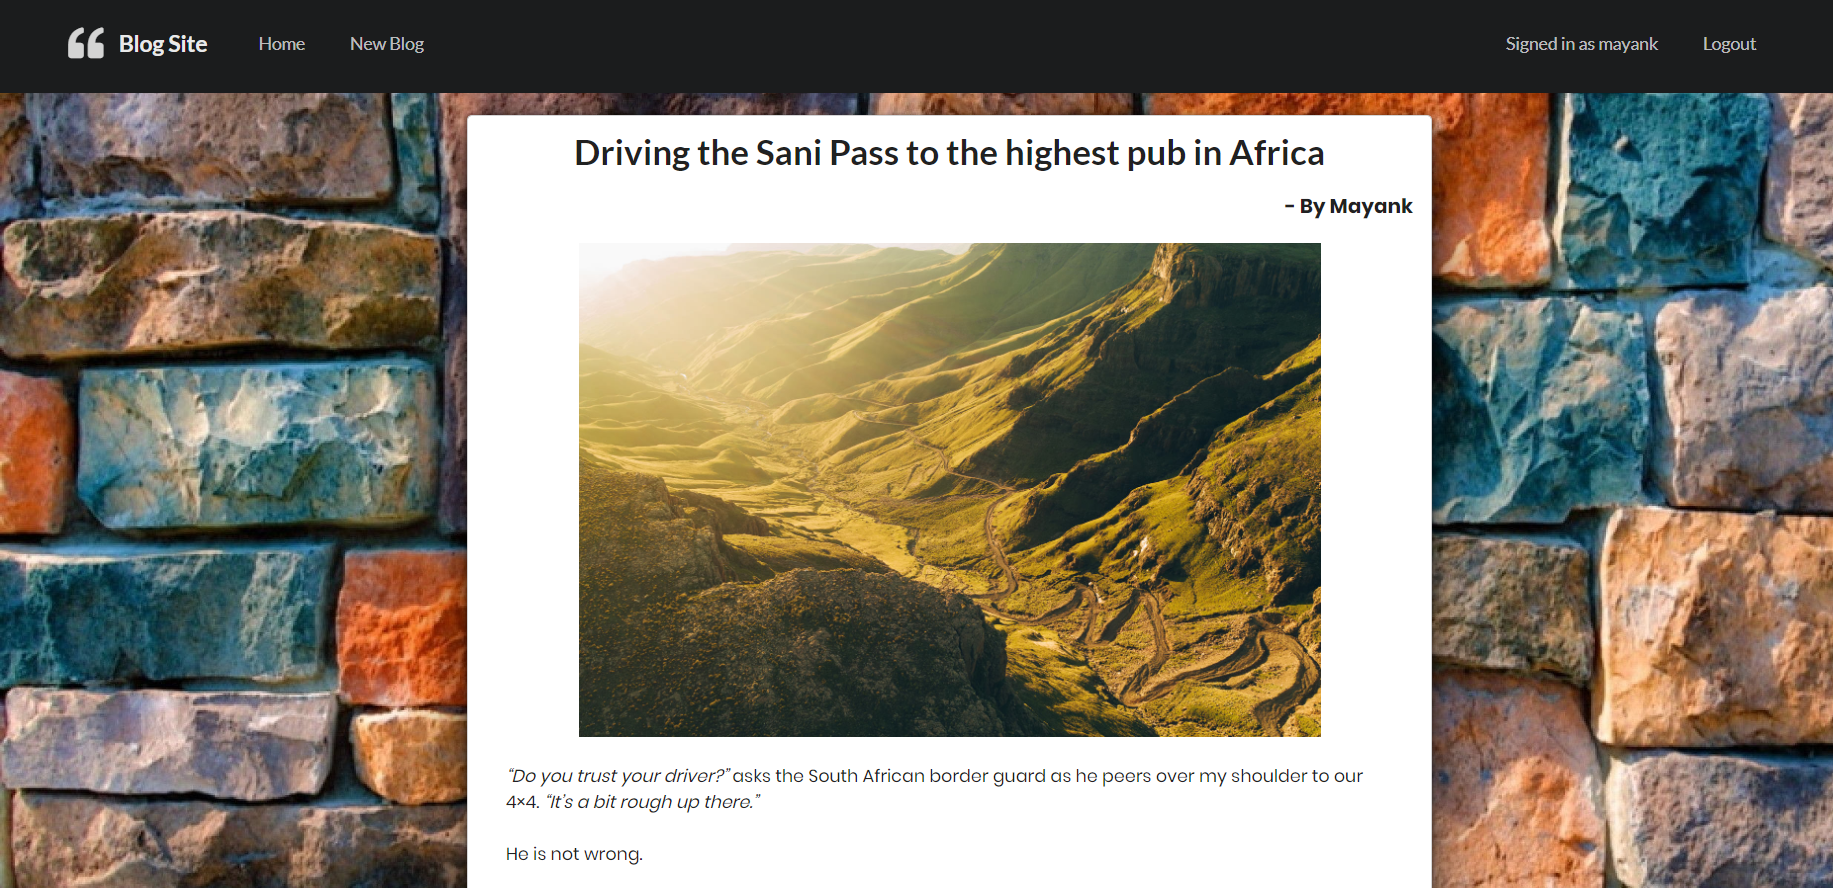 Blog Site Home New Blog Signed in as mayank Logout
Driving the Sani Pass to the highest pub in Africa
- By Mayank
“Do you trust your driver?” asks the South African border guard as he peers over my shoulder to our
4×4. “It’s a bit rough up there.”
He is not wrong.